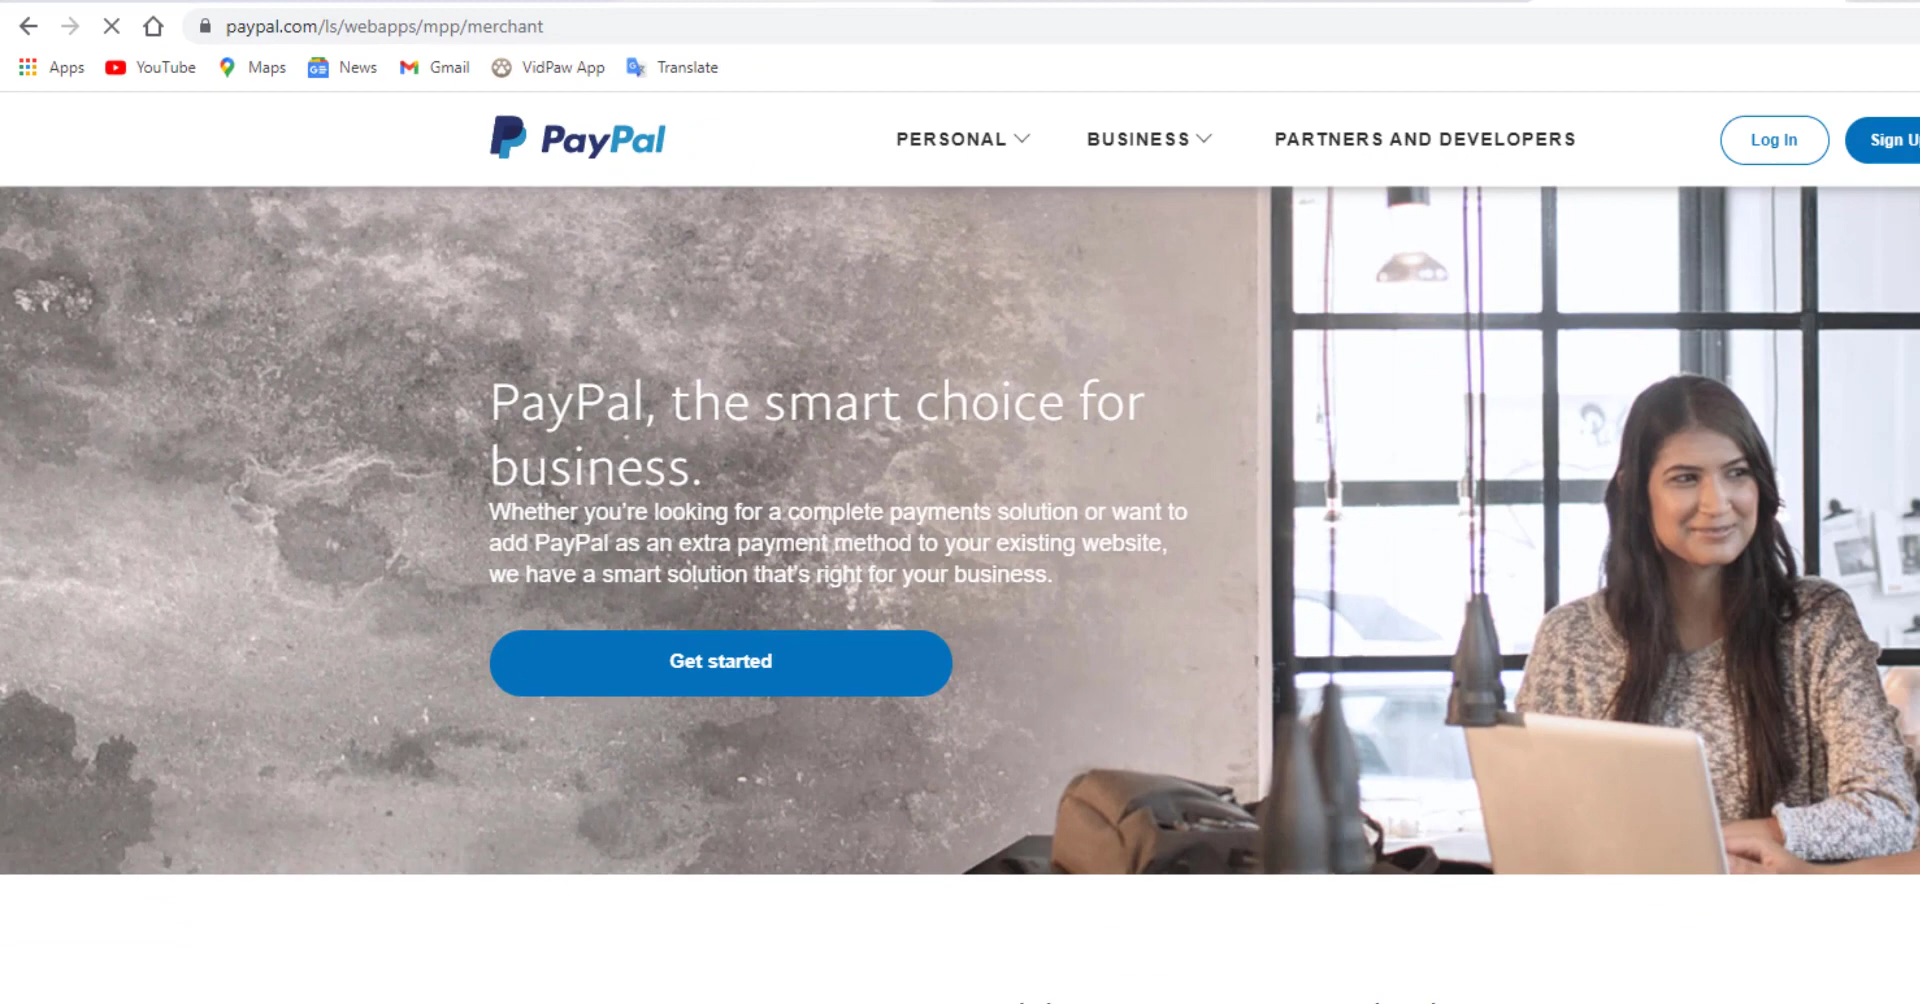 paypal.com/ls/webapps/mpp/merchant
Apps YouTube Maps News Gmail VidPaw App Translate
PayPal PERSONAL BUSINESS PARTNERS AND DEVELOPERS Log In Sign
PayPal, the smart choice for
business.
Whether you're looking for a complete payments solution or want to
add PayPal as an extra payment method to your existing website,
we have a smart solution that's right for your business.
Get started